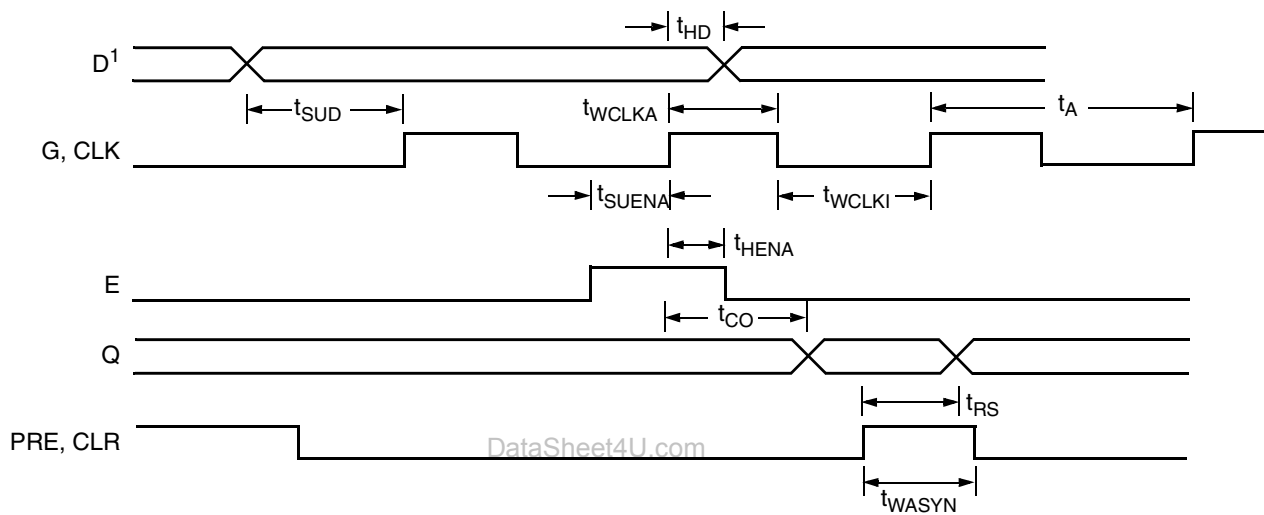 tHD
D1
tSUD
tWCLKA
tA
G, CLK
tSUENA
tWCLKI
tHENA
E
tCO
Q
tRS
PRE, CLR
DataSheet4U.com
tWASYN